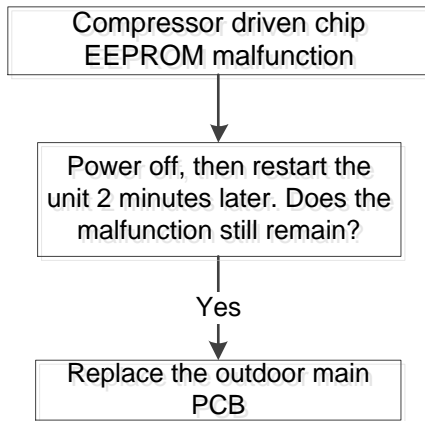 Compressor driven chip
EEPROM malfunction
Power off, then restart the
unit 2 minutes later. Does the
malfunction still remain?
Yes
Replace the outdoor main
PCB